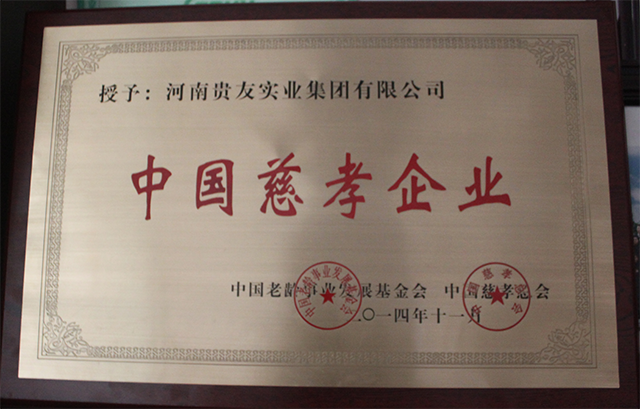 授予：河南贵友实业集团有限公司
中国慈孝企业
中国老龄事业发展基金会 中国慈孝总会
二〇一四年十一月